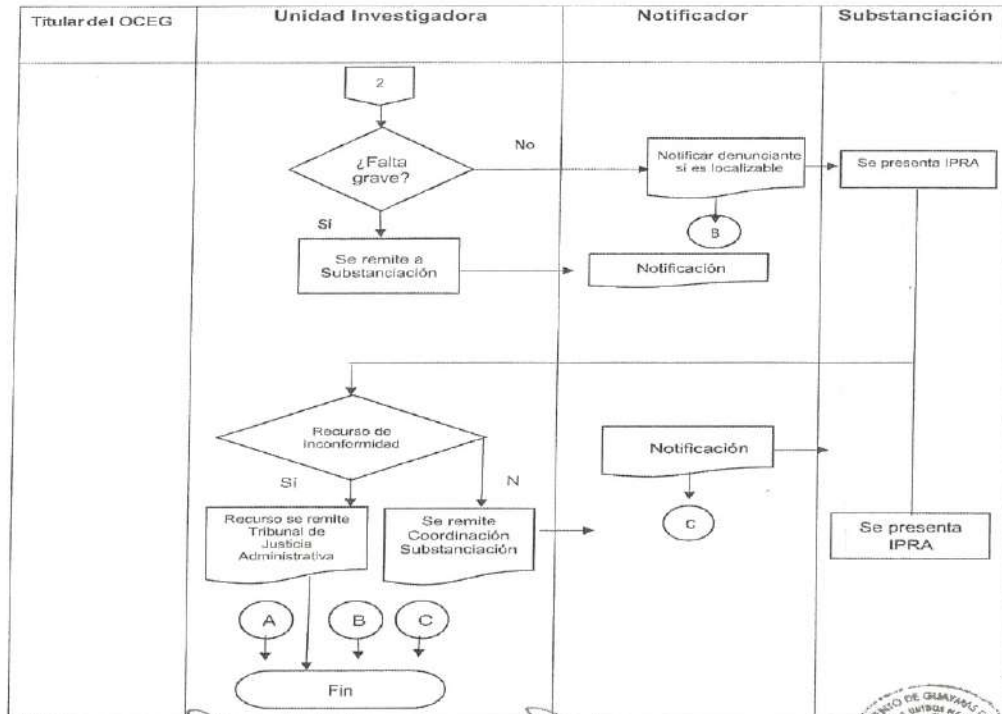 Titular del OCEG
Unidad Investigadora
Notificador
Substanciación
2
¿Falta
grave?
No
Notificar denunciante
si es localizable
Se presenta IPRA
Sí
B
Se remite a
Substanciación
Notificación
Recurso de
Inconformidad
Notificación
Sí
N
C
Recurso se remite
Tribunal de
Justicia
Administrativa
Se remite
Coordinación
Substanciación
Se presenta
IPRA
A
B
C
Fin
DE GUAYMAS